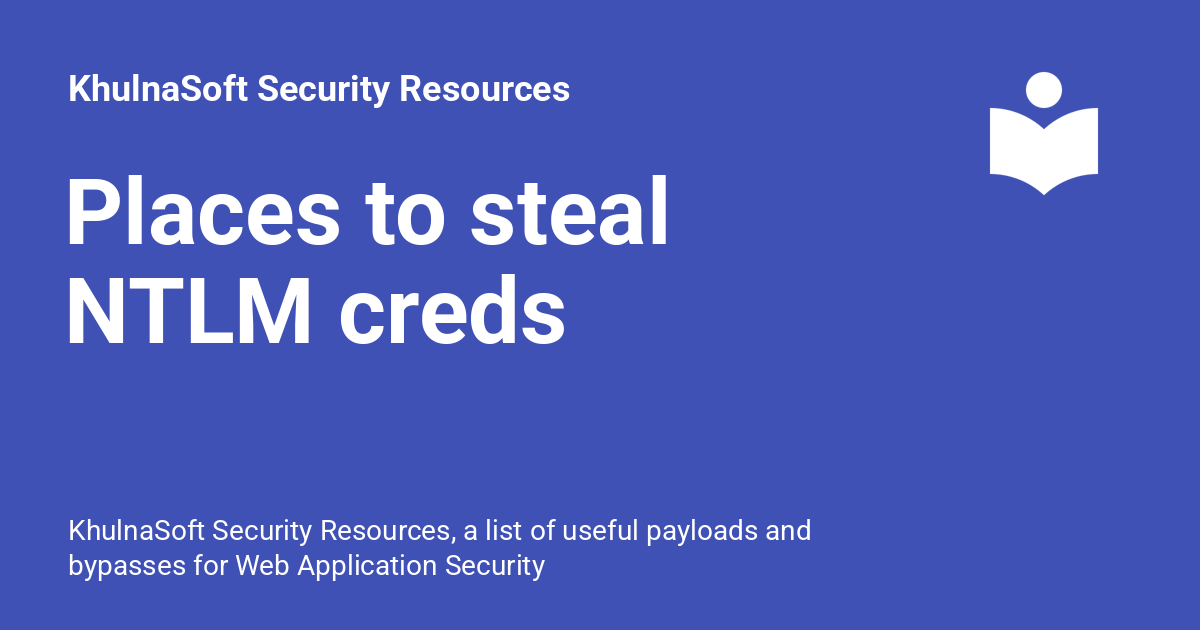 KhulnaSoft Security Resources
Places to steal
NTLM creds
KhulnaSoft Security Resources, a list of useful payloads and
bypasses for Web Application Security